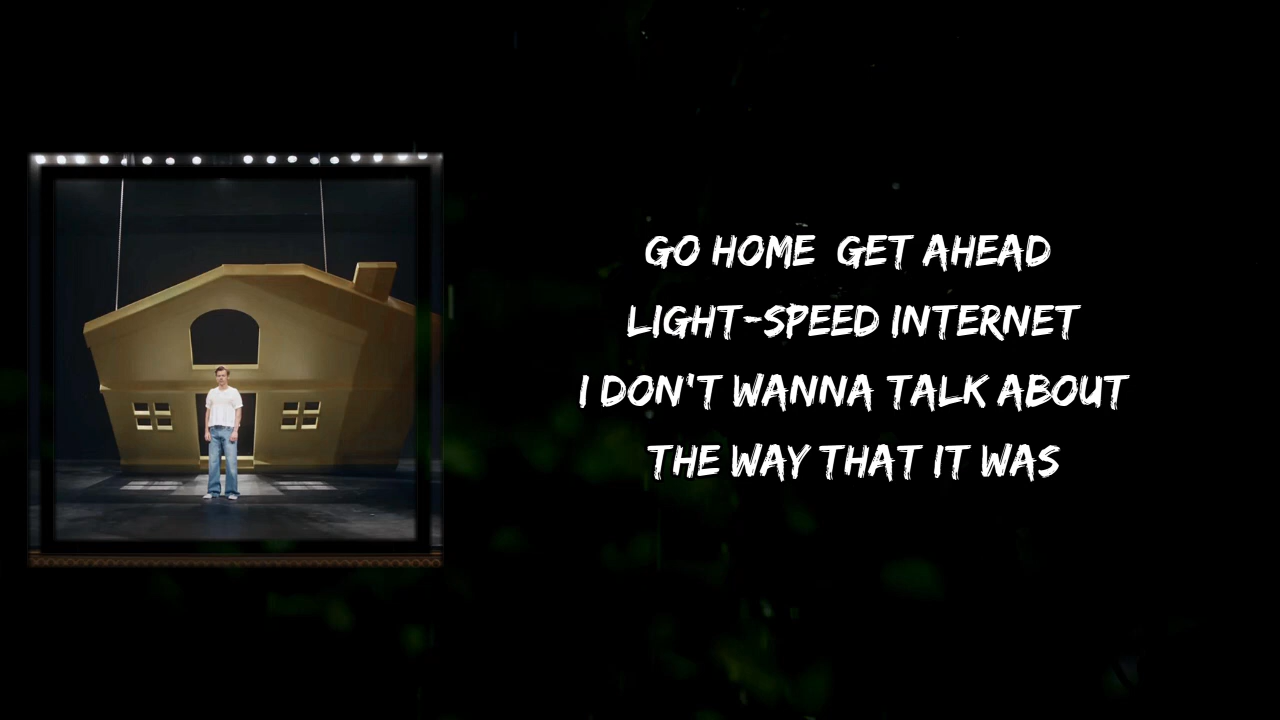 GO HOME  GET AHEAD
LIGHT-SPEED INTERNET
I DON'T WANNA TALK ABOUT
THE WAY THAT IT WAS